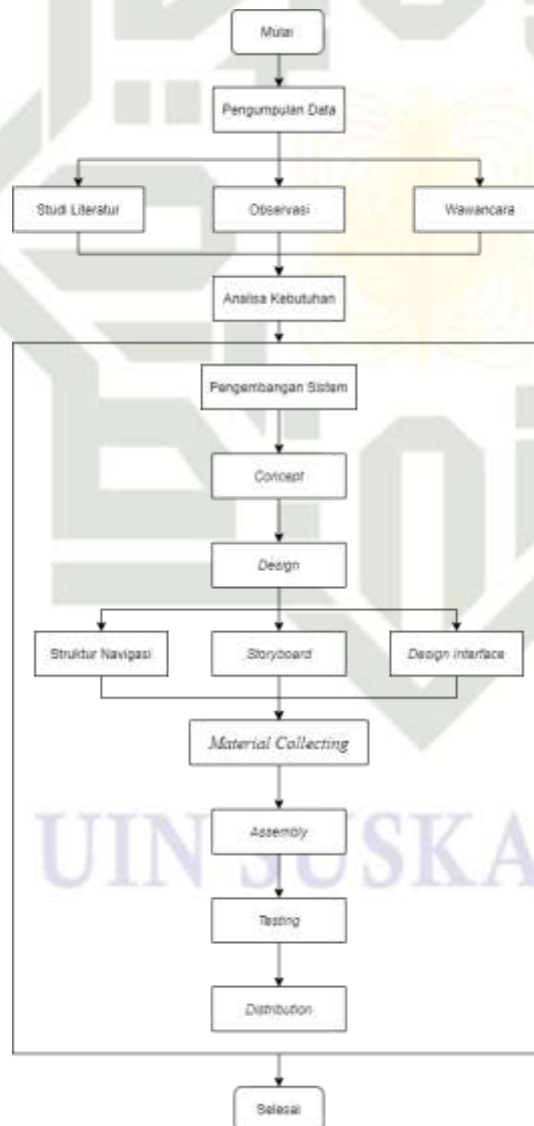 Mulai
Pengumpulan Data
Studi Literatur
Observasi
Wawancara
Analisa Kebutuhan
Pengembangan Sistem
Concept
Design
Struktur Navigasi
Storyboard
Design Interface
Material Collecting
Assembly
UIN SUSKA
Testing
Distribution
Selesai